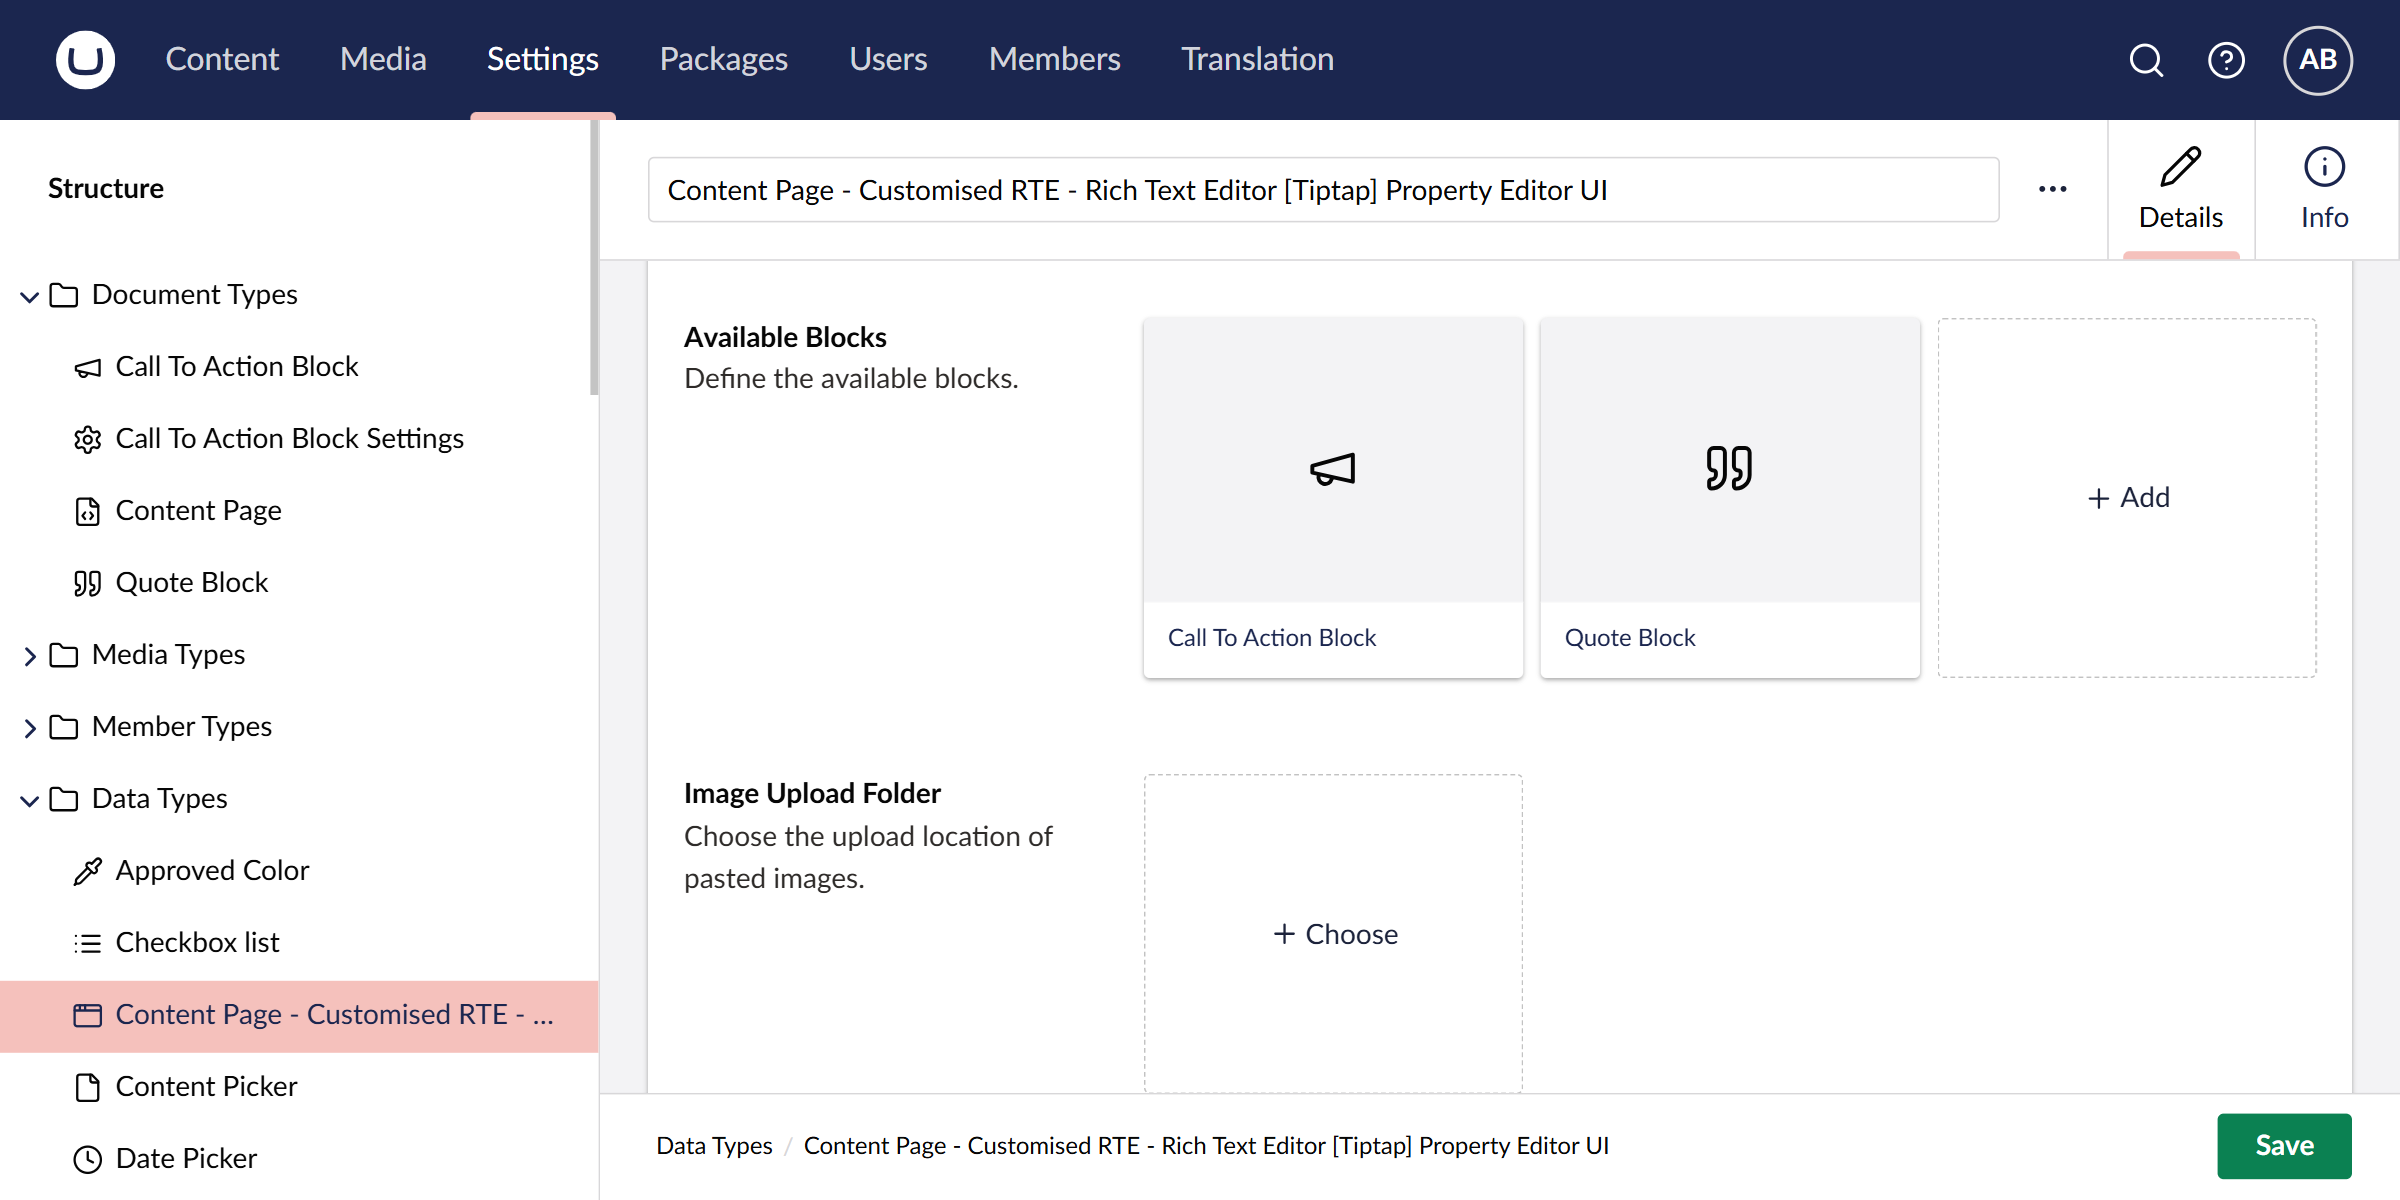 Content Media Settings Packages Users Members Translation AB
Structure
Document Types
Call To Action Block
Call To Action Block Settings
Content Page
Quote Block
Media Types
Member Types
Data Types
Approved Color
Checkbox list
Content Page - Customised RTE - ...
Content Picker
Date Picker
Content Page - Customised RTE - Rich Text Editor [Tiptap] Property Editor UI
Details
Info
Available Blocks
Define the available blocks.
Call To Action Block
Quote Block
+ Add
Image Upload Folder
Choose the upload location of
pasted images.
+ Choose
Data Types / Content Page - Customised RTE - Rich Text Editor [Tiptap] Property Editor UI
Save